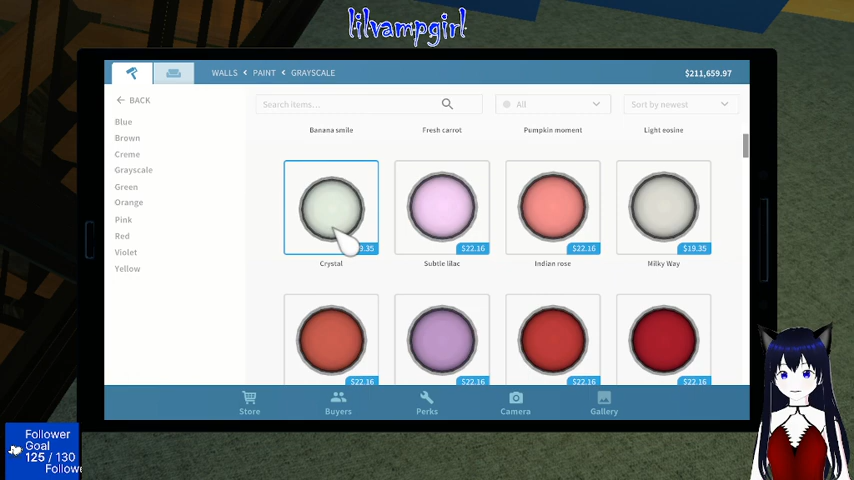 lilvampgirl
WALLS < PAINT < GRAYSCALE
$211,659.97
BACK
Search items...
All
Sort by newest
Blue
Brown
Creme
Grayscale
Green
Orange
Pink
Red
Violet
Yellow
Banana smile
Fresh carrot
Pumpkin moment
Light eosine
9.35
$22.16
$22.16
$19.35
Crystal
Subtle lilac
Indian rose
Milky Way
$22.16
$22.16
$22.16
$22.16
Store
Buyers
Perks
Camera
Gallery
Follower
Goal
125 / 130
Followe